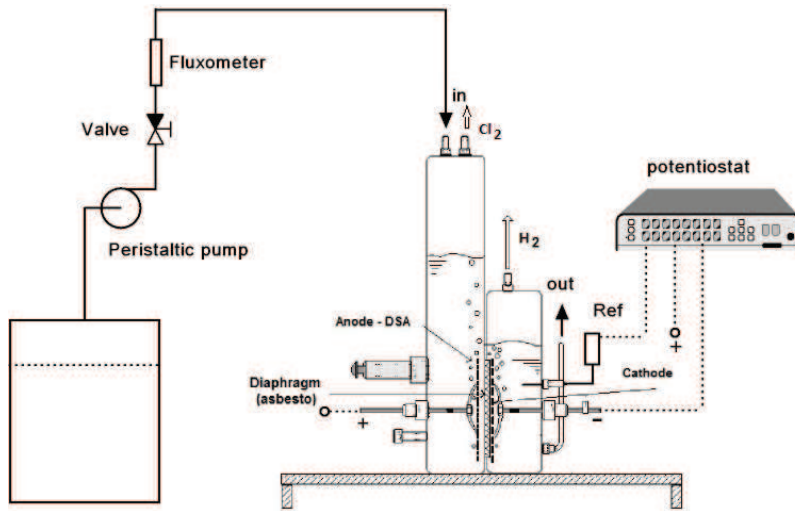 Fluxometer
in
Cl2
Valve
potentiostat
Peristaltic pump
H2
out
Ref
Anode - DSA
+
Cathode
Diaphragm
(asbesto)
+
-